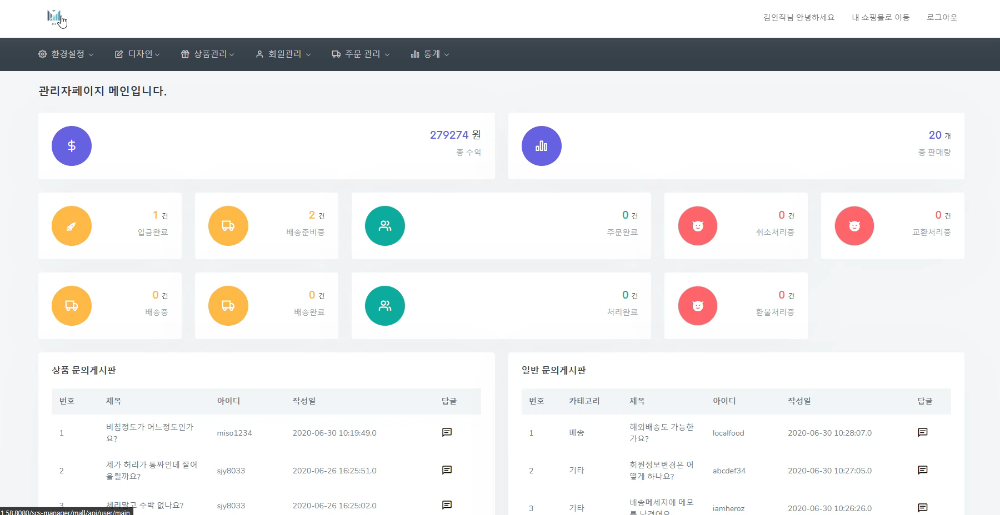 김인직님 안녕하세요 내 쇼핑몰로 이동 로그아웃
환경설정 디자인 상품관리 회원관리 주문 관리 통계
관리자페이지 메인입니다.
279274 원
총 수익
20 개
총 판매량
1 건
입금완료
2 건
배송준비중
0 건
주문완료
0 건
취소처리중
0 건
교환처리중
0 건
배송중
0 건
배송완료
0 건
처리완료
0 건
환불처리중
상품 문의게시판
번호 제목 아이디 작성일 답글
1 비침정도가 어느정도인가
요? miso1234 2020-06-30 10:19:49.0
2 제가 허리가 통짜인데 잘어
울릴까요? sjy8033 2020-06-26 16:25:51.0
3 체리말고 수박 없나요? sjy8033 2020-06-26 16:25:02.0
일반 문의게시판
번호 카테고리 제목 아이디 작성일 답글
1 배송 해외배송도 가능한
가요? localfood 2020-06-30 10:28:07.0
2 기타 회원정보변경은 어
떻게 하나요? abcdef34 2020-06-30 10:27:05.0
3 기타 배송메세지에 메모
를 남겼어요 iamheroz 2020-06-30 10:26:26.0
1.58:8080/scs-manager/mall/api/user/main